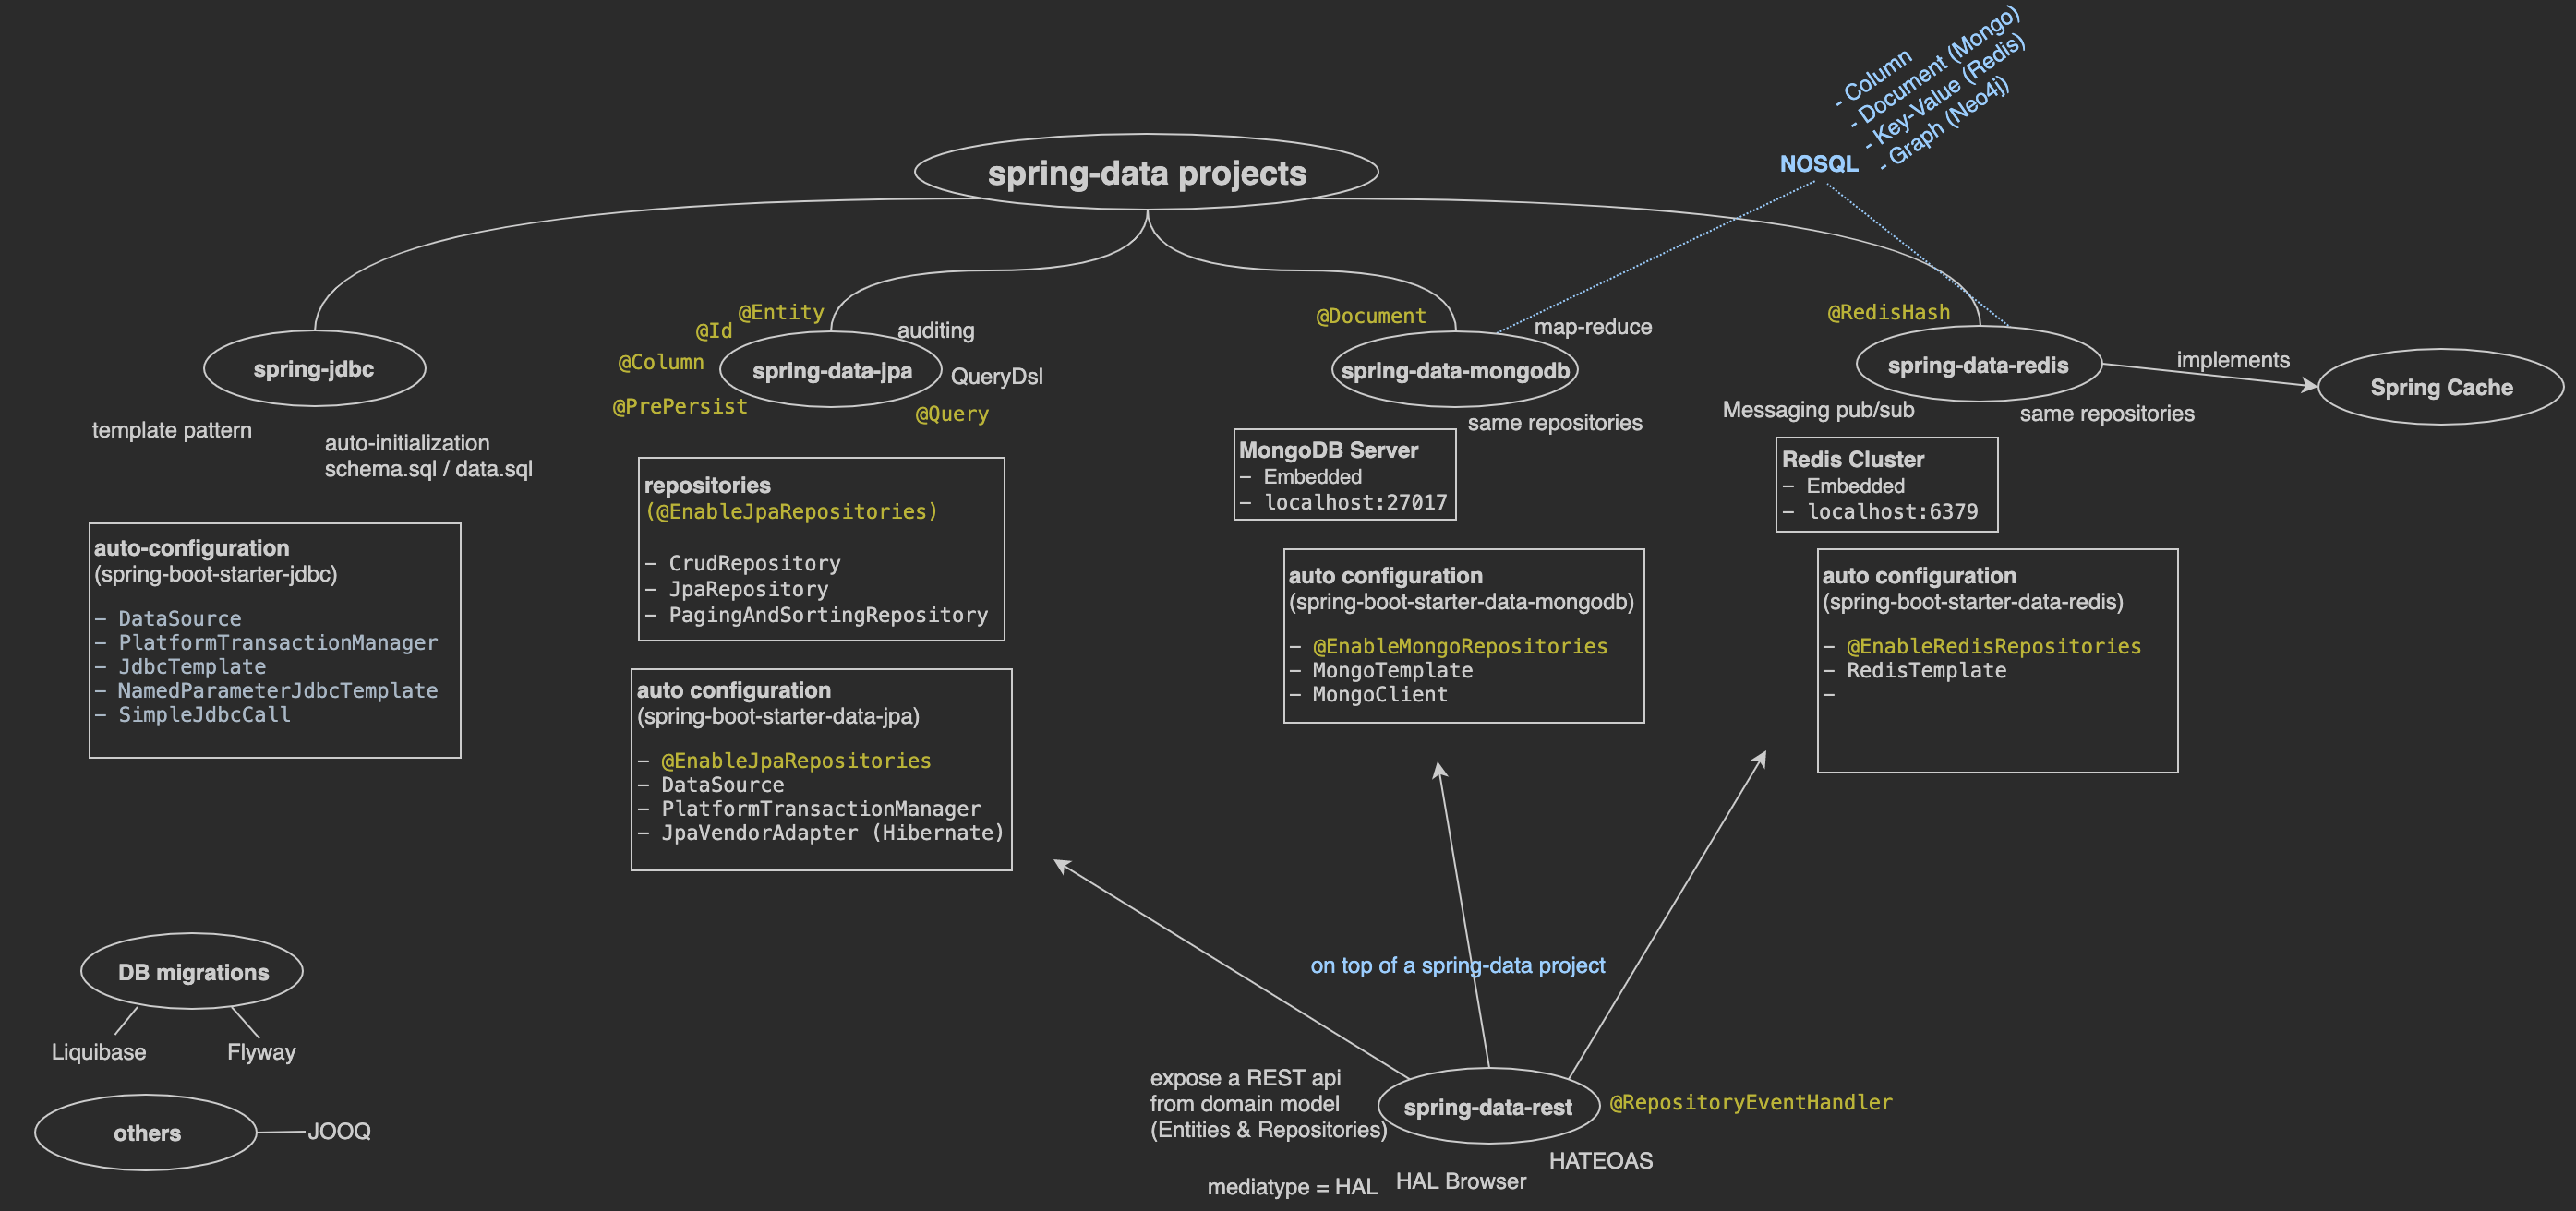 - Column
- Document (Mongo)
- Key-Value (Redis)
- Graph (Neo4j)
NOSQL
spring-data projects
spring-jdbc
template pattern
auto-initialization
schema.sql / data.sql
auto-configuration
(spring-boot-starter-jdbc)
- DataSource
- PlatformTransactionManager
- JdbcTemplate
- NamedParameterJdbcTemplate
- SimpleJdbcCall
@Entity
@Id
auditing
@Column
spring-data-jpa
QueryDsl
@PrePersist
@Query
repositories
(@EnableJpaRepositories)
- CrudRepository
- JpaRepository
- PagingAndSortingRepository
auto configuration
(spring-boot-starter-data-jpa)
- @EnableJpaRepositories
- DataSource
- PlatformTransactionManager
- JpaVendorAdapter (Hibernate)
@Document
map-reduce
spring-data-mongodb
same repositories
MongoDB Server
- Embedded
- localhost:27017
auto configuration
(spring-boot-starter-data-mongodb)
- @EnableMongoRepositories
- MongoTemplate
- MongoClient
@RedisHash
spring-data-redis
implements
Spring Cache
Messaging pub/sub
same repositories
Redis Cluster
- Embedded
- localhost:6379
auto configuration
(spring-boot-starter-data-redis)
- @EnableRedisRepositories
- RedisTemplate
-
DB migrations
Liquibase
Flyway
others
JOOQ
on top of a spring-data project
expose a REST api
from domain model
(Entities & Repositories)
spring-data-rest
@RepositoryEventHandler
HATEOAS
HAL Browser
mediatype = HAL